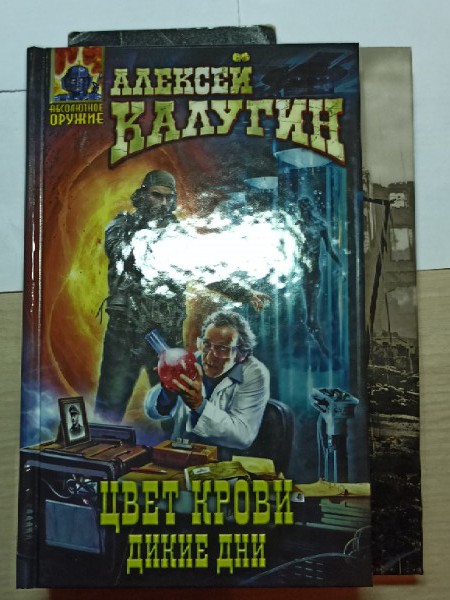 АБСОЛЮТНОЕ
ОРУЖИЕ
АЛЕКСЕЙ
КАЛУГИН
ЦВЕТ КРОВИ
ДИКИЕ ДНИ